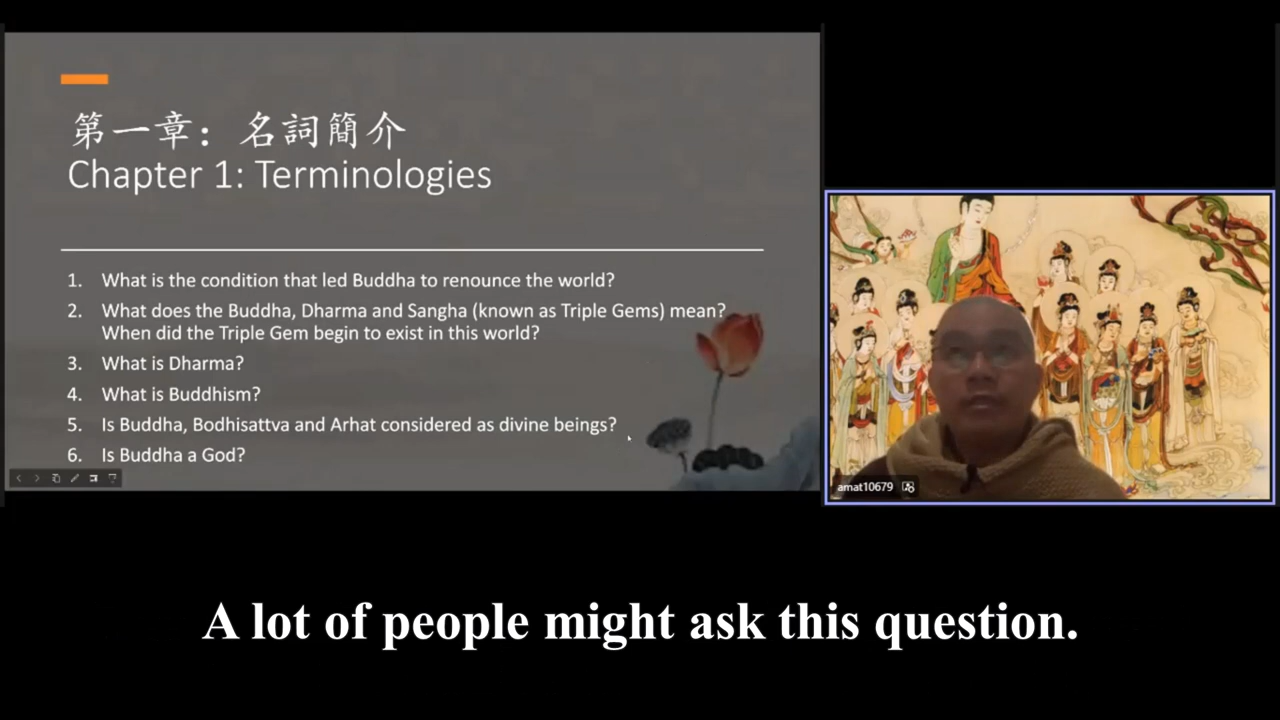 第一章：名詞簡介
Chapter 1: Terminologies
1. What is the condition that led Buddha to renounce the world?
2. What does the Buddha, Dharma and Sangha (known as Triple Gems) mean?
When did the Triple Gem begin to exist in this world?
3. What is Dharma?
4. What is Buddhism?
5. Is Buddha, Bodhisattva and Arhat considered as divine beings?
6. Is Buddha a God?
amat10679
A lot of people might ask this question.